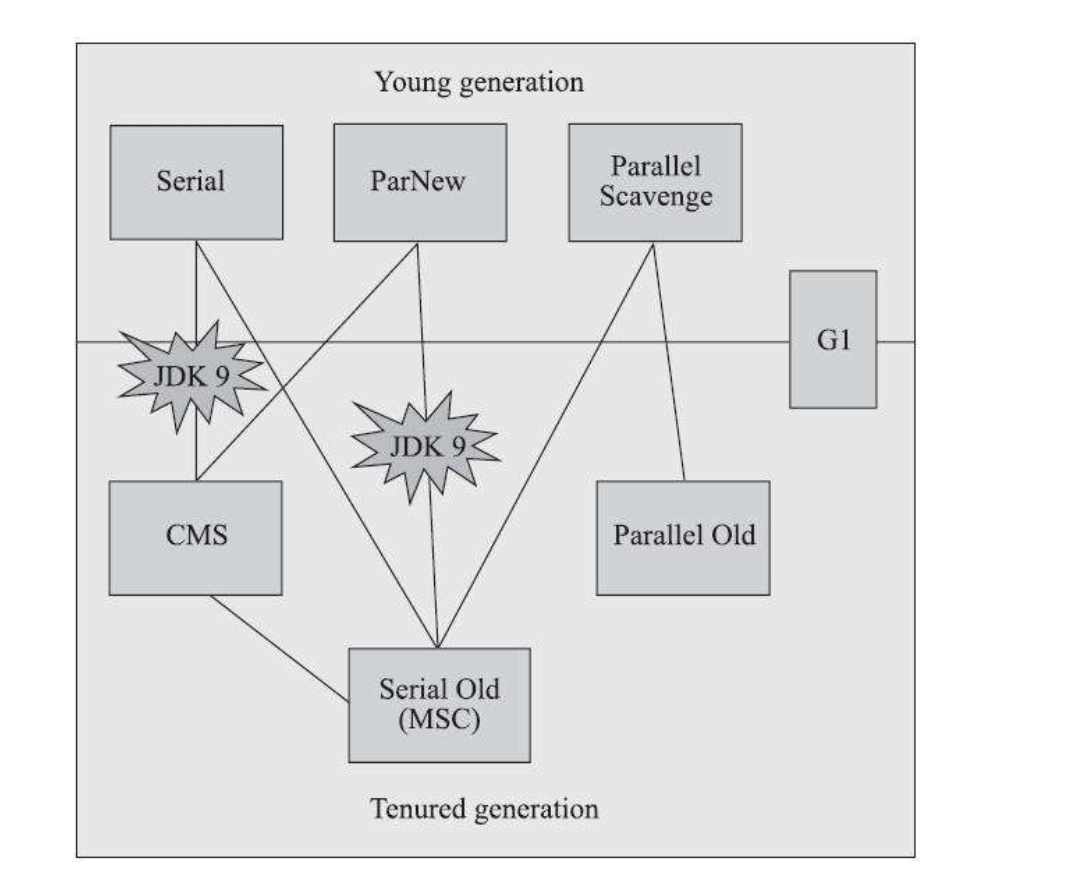 Young generation
Serial
ParNew
Parallel
Scavenge
G1
JDK 9
JDK 9
CMS
Parallel Old
Serial Old
(MSC)
Tenured generation